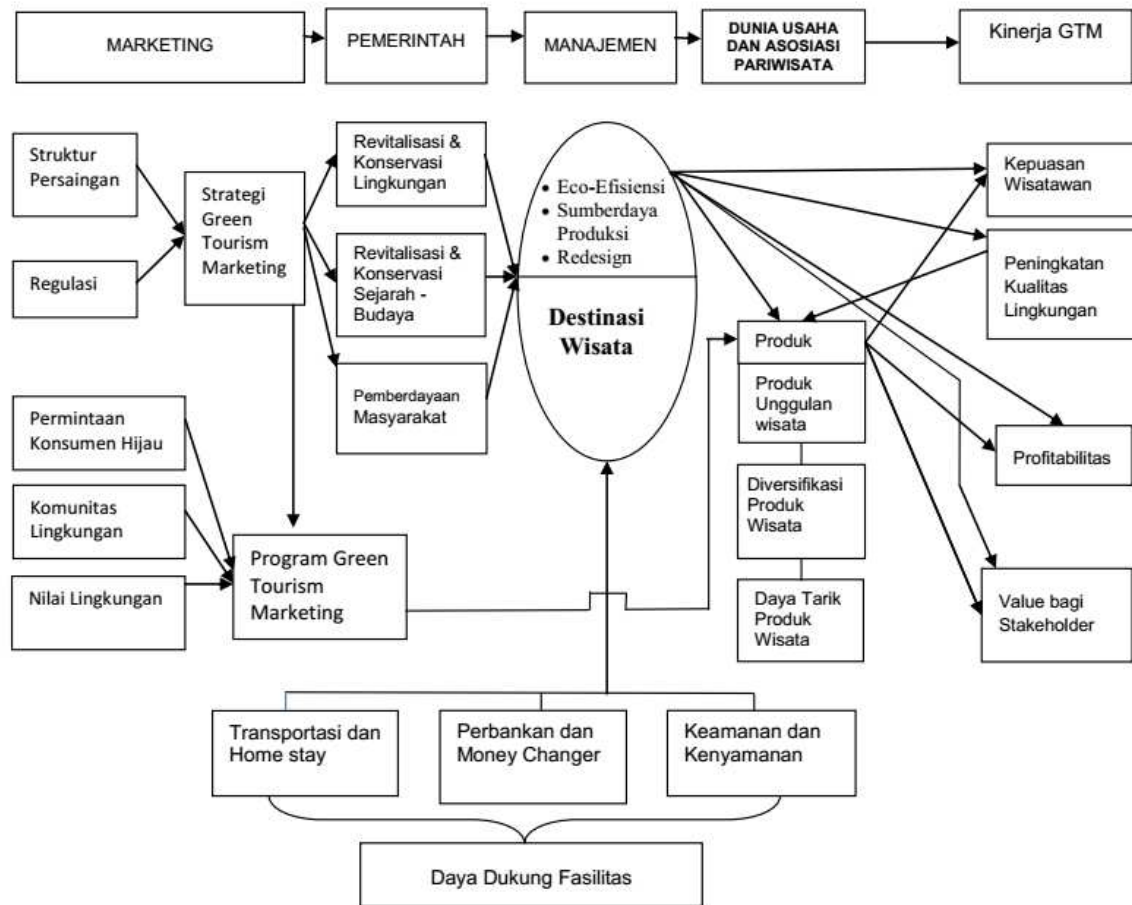 MARKETING
PEMERINTAH
MANAJEMEN
DUNIA USAHA
DAN ASOSIASI
PARIWISATA
Kinerja GTM
Struktur
Persaingan
Regulasi
Strategi
Green
Tourism
Marketing
Revitalisasi &
Konservasi
Lingkungan
Revitalisasi &
Konservasi
Sejarah -
Budaya
Pemberdayaan
Masyarakat
• Eco-Efisiensi
• Sumberdaya
Produksi
• Redesign
Destinasi
Wisata
Kepuasan
Wisatawan
Peningkatan
Kualitas
Lingkungan
Produk
Produk
Unggulan
wisata
Diversifikasi
Produk
Wisata
Daya Tarik
Produk
Wisata
Profitabilitas
Value bagi
Stakeholder
Permintaan
Konsumen Hijau
Komunitas
Lingkungan
Nilai Lingkungan
Program Green
Tourism
Marketing
Transportasi dan
Home stay
Perbankan dan
Money Changer
Keamanan dan
Kenyamanan
Daya Dukung Fasilitas